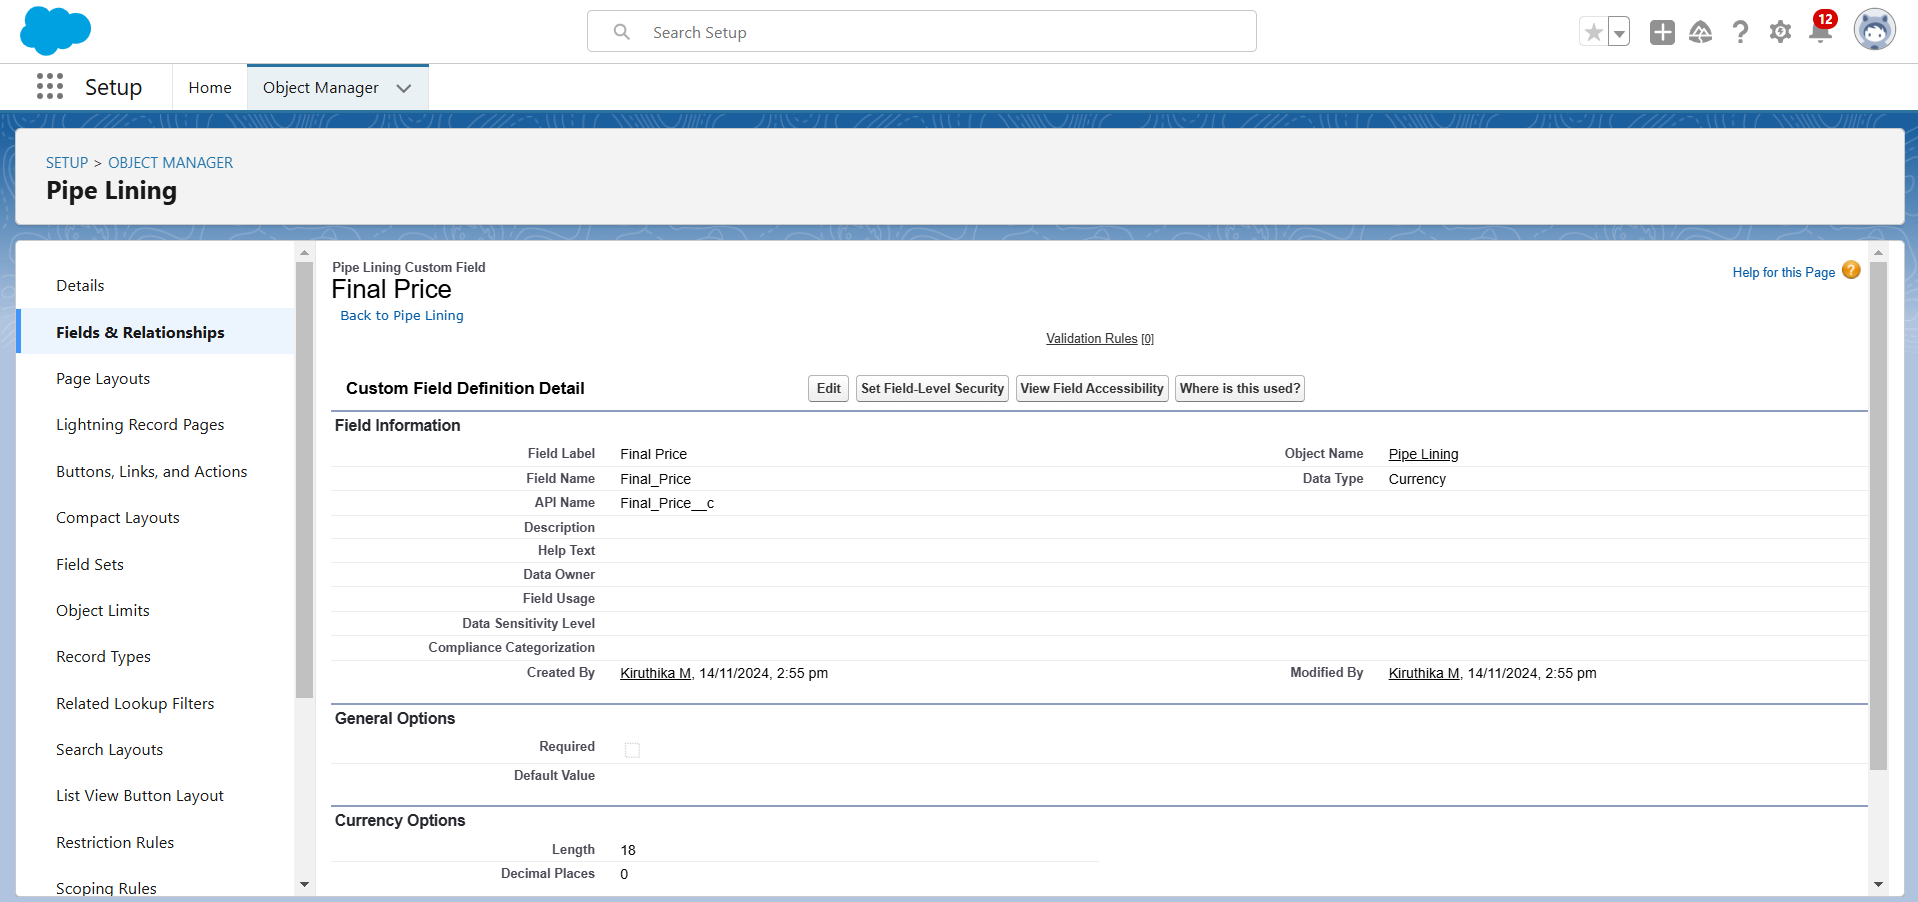 Search Setup
12
Setup
Home
Object Manager
SETUP > OBJECT MANAGER
Pipe Lining
Details
Fields & Relationships
Page Layouts
Lightning Record Pages
Buttons, Links, and Actions
Compact Layouts
Field Sets
Object Limits
Record Types
Related Lookup Filters
Search Layouts
List View Button Layout
Restriction Rules
Scoping Rules
Pipe Lining Custom Field
Final Price
Back to Pipe Lining
Help for this Page ?
Validation Rules [0]
Custom Field Definition Detail
Edit
Set Field-Level Security
View Field Accessibility
Where is this used?
Field Information
Field Label Final Price
Object Name Pipe Lining
Field Name Final_Price
Data Type Currency
API Name Final_Price__c
Description
Help Text
Data Owner
Field Usage
Data Sensitivity Level
Compliance Categorization
Created By Kiruthika M, 14/11/2024, 2:55 pm
Modified By Kiruthika M, 14/11/2024, 2:55 pm
General Options
Required
Default Value
Currency Options
Length 18
Decimal Places 0